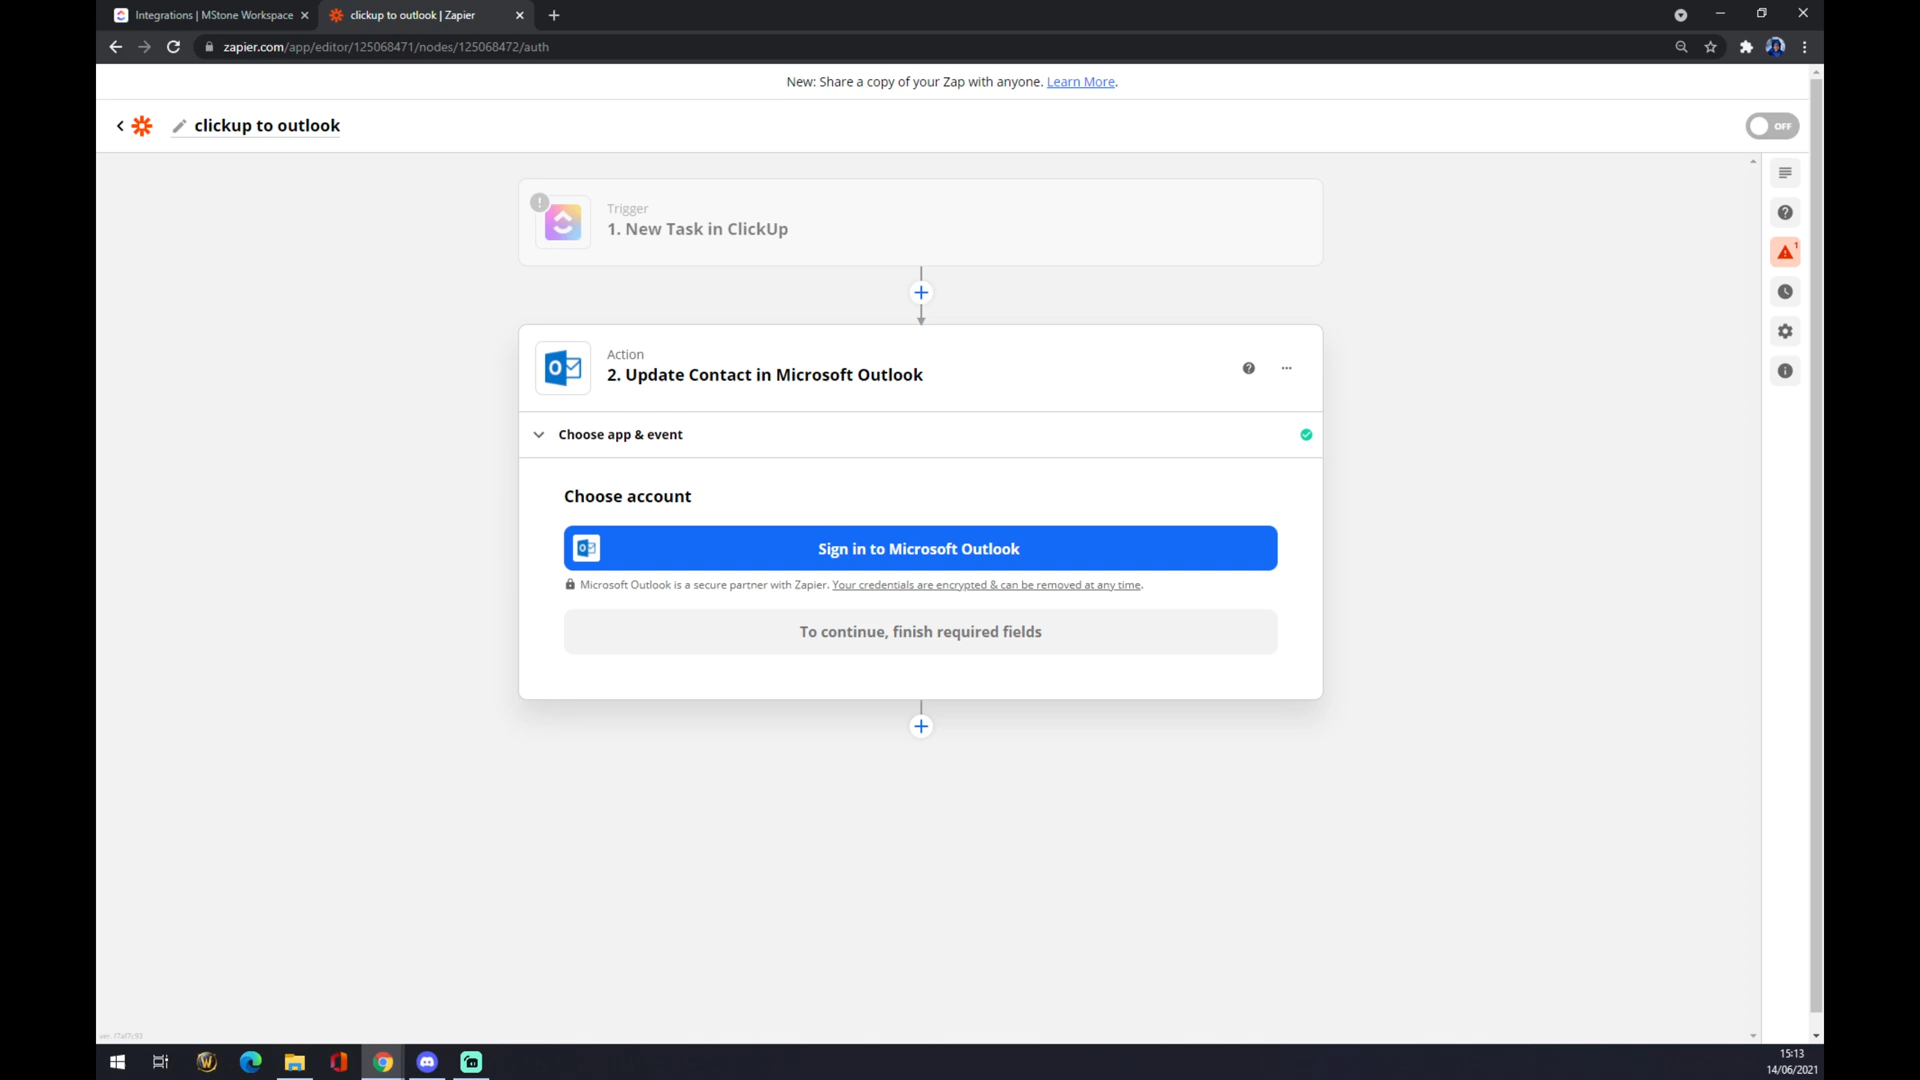 Integrations | MStone Workspace
clickup to outlook | Zapier
zapier.com/app/editor/125068471/nodes/125068472/auth
New: Share a copy of your Zap with anyone. Learn More.
clickup to outlook
OFF
Trigger
1. New Task in ClickUp
1
Action
2. Update Contact in Microsoft Outlook
Choose app & event
Choose account
Sign in to Microsoft Outlook
Microsoft Outlook is a secure partner with Zapier. Your credentials are encrypted & can be removed at any time.
To continue, finish required fields
15:13
14/06/2021